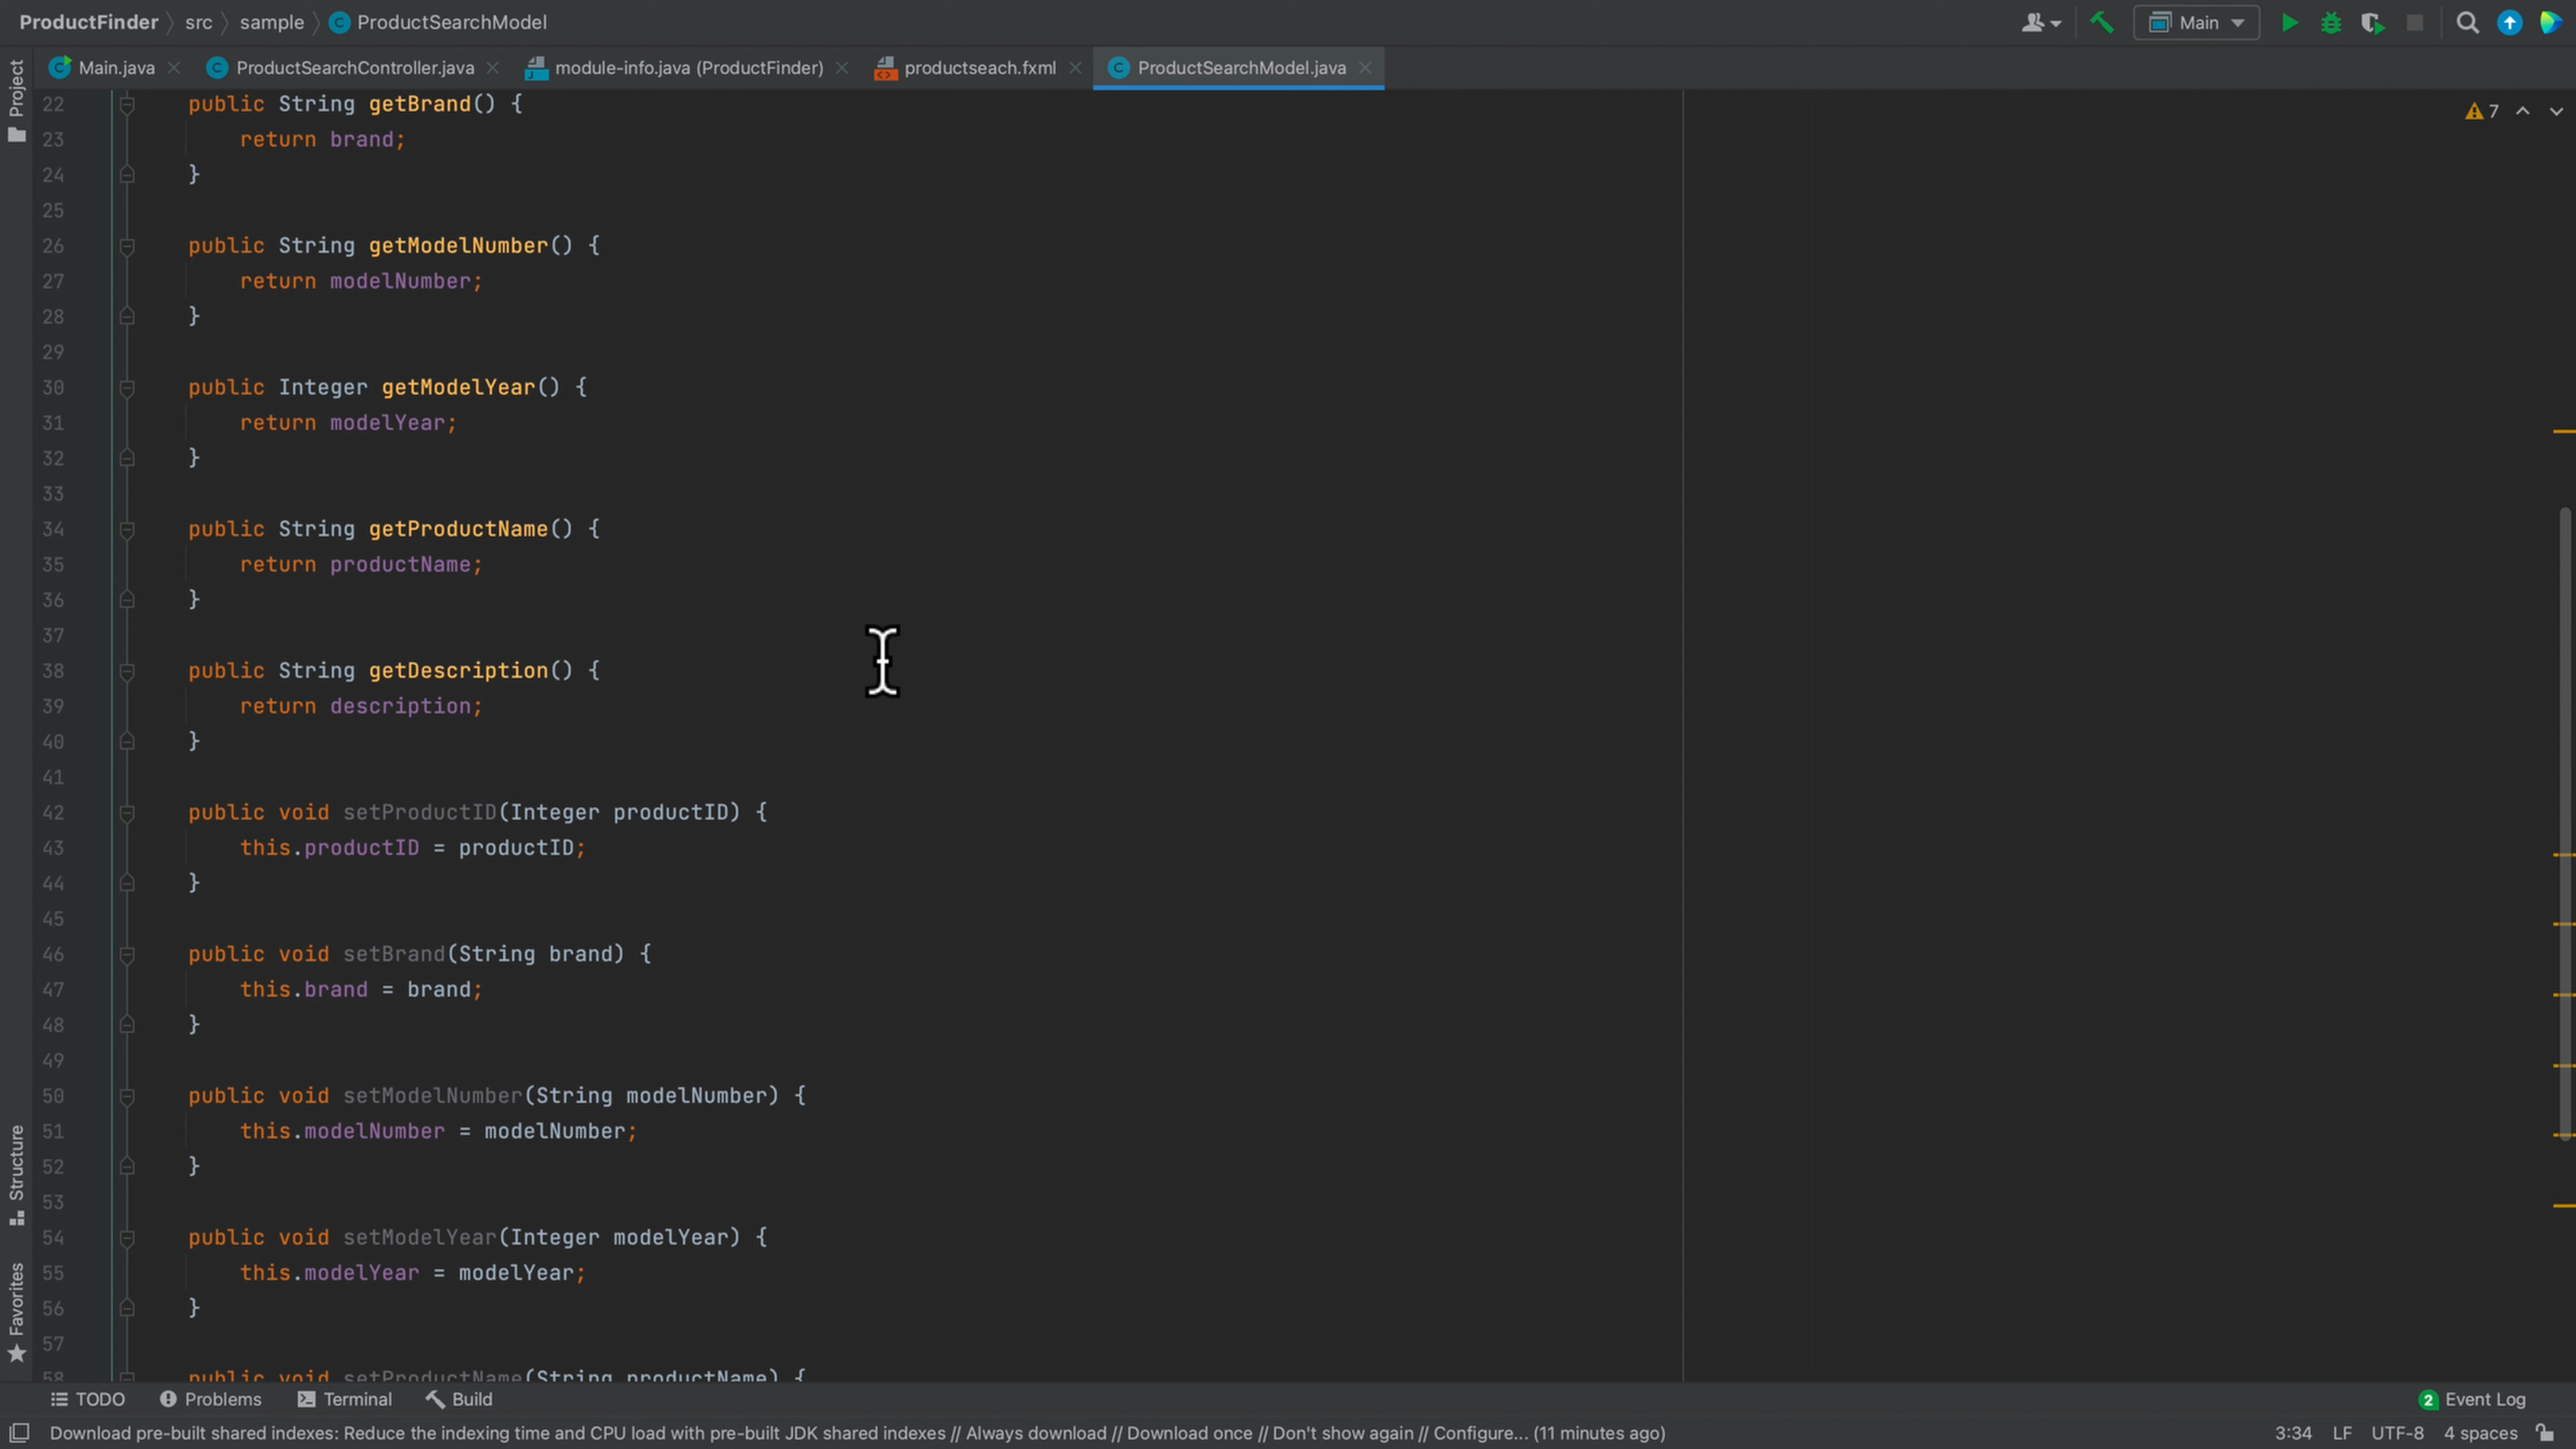 ProductFinder src sample ProductSearchModel Main
Main.java ProductSearchController.java module-info.java (ProductFinder) productseach.fxml ProductSearchModel.java
Project
7
22 public String getBrand() {
23 return brand;
24 }
25
26 public String getModelNumber() {
27 return modelNumber;
28 }
29
30 public Integer getModelYear() {
31 return modelYear;
32 }
33
34 public String getProductName() {
35 return productName;
36 }
37
38 public String getDescription() {
39 return description;
40 }
41
42 public void setProductID(Integer productID) {
43 this.productID = productID;
44 }
45
46 public void setBrand(String brand) {
47 this.brand = brand;
48 }
49
50 public void setModelNumber(String modelNumber) {
51 this.modelNumber = modelNumber;
52 }
53
54 public void setModelYear(Integer modelYear) {
55 this.modelYear = modelYear;
56 }
57
58 public void setProductName(String productName) {
Structure
Favorites
TODO Problems Terminal Build 2 Event Log
Download pre-built shared indexes: Reduce the indexing time and CPU load with pre-built JDK shared indexes // Always download // Download once // Don't show again // Configure... (11 minutes ago) 3:34 LF UTF-8 4 spaces